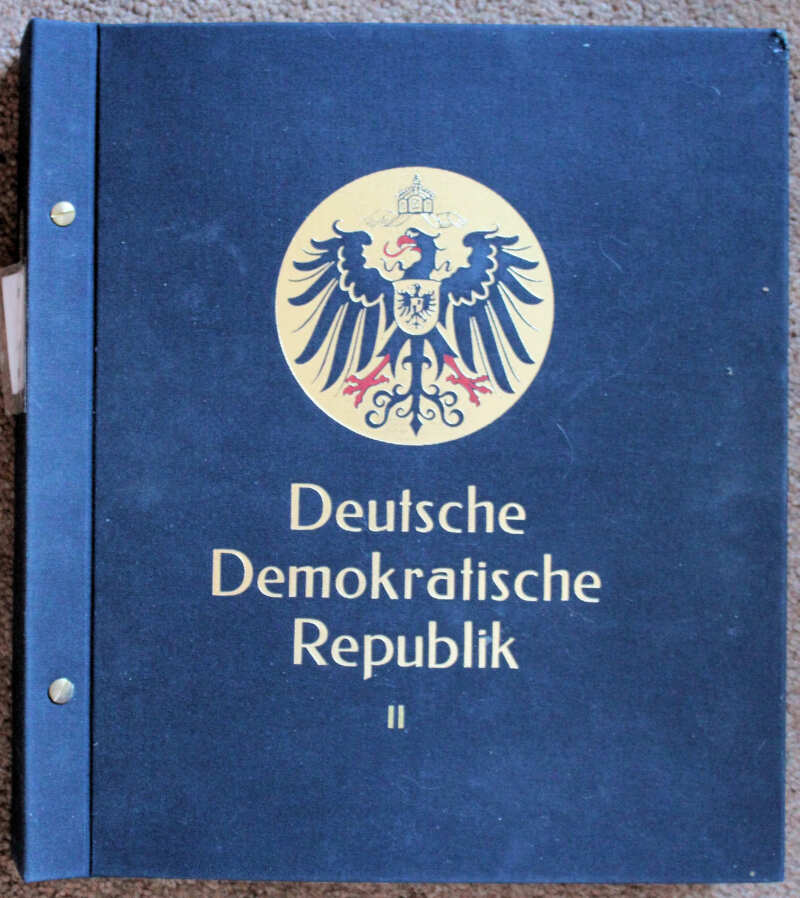 Deutsche
Demokratische
Republik
II